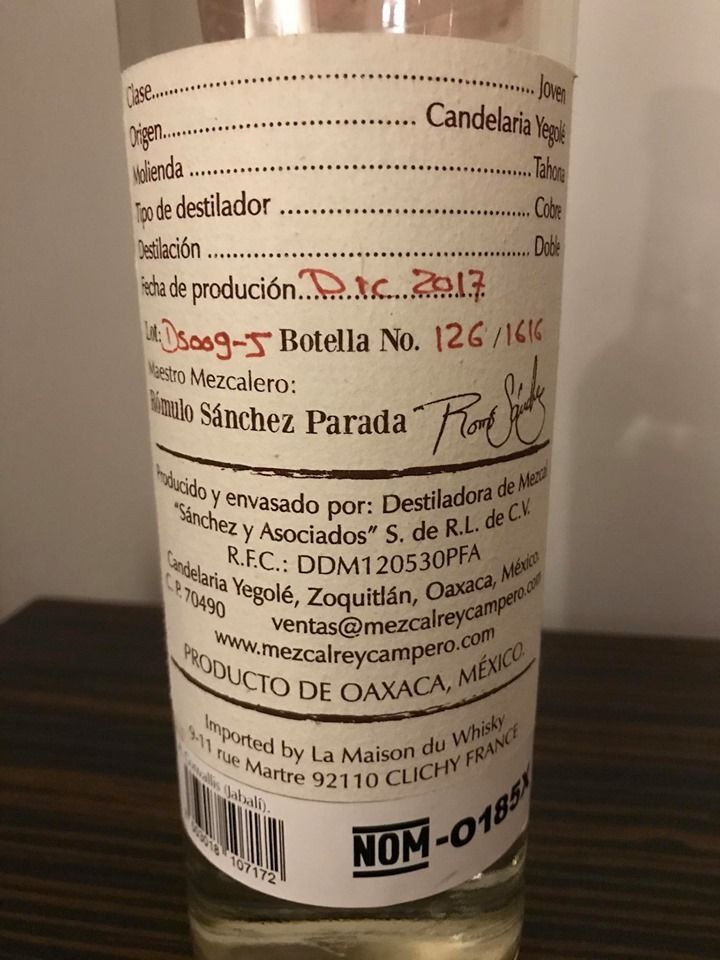 Clase.......................................................... Joven
Origen...................................... Candelaria Yegolé
Molienda ................................................... Tahona
Tipo de destilador ..................................... Cobre
Destilación ................................................ Doble
Fecha de produción... Dic 2017
Lot: DS009-J Botella No. 126/1616
Maestro Mezcalero:
Rómulo Sánchez Parada
Producido y envasado por: Destiladora de Mezcal
"Sánchez y Asociados" S. de R.L. de C.V.
R.F.C.: DDM120530PFA
Candelaria Yegolé, Zoquitlán, Oaxaca, México.
C.P. 70490 ventas@mezcalreycampero.com
www.mezcalreycampero.com
PRODUCTO DE OAXACA, MÉXICO.
Imported by La Maison du Whisky
9-11 rue Martre 92110 CLICHY FRANCE
(Jabalí).
107172
NOM-O185X